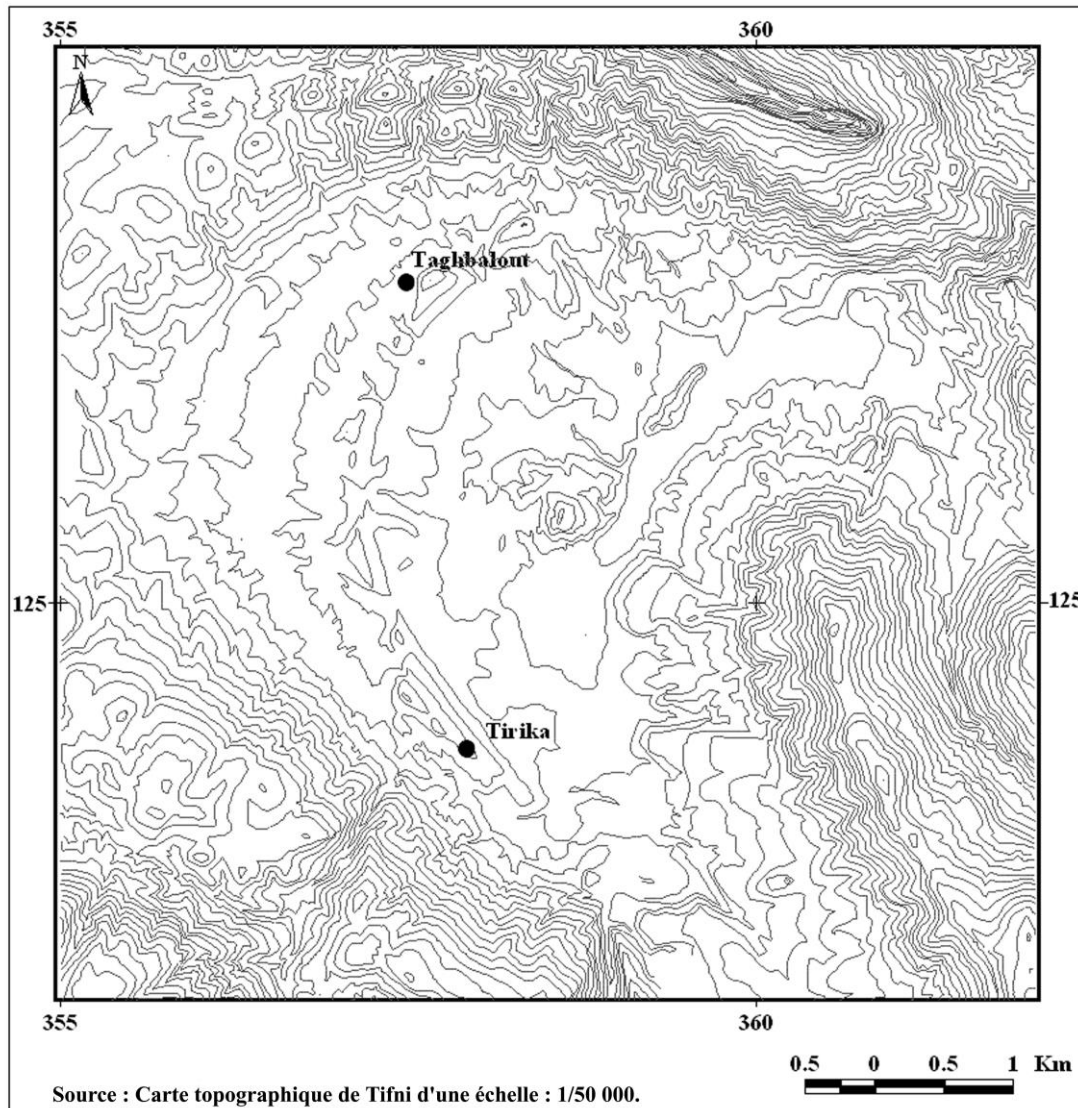 355 360
N
Taghbalout
125 125
Tirika
355 360
0.5 0 0.5 1 Km
Source : Carte topographique de Tifni d'une échelle : 1/50 000.